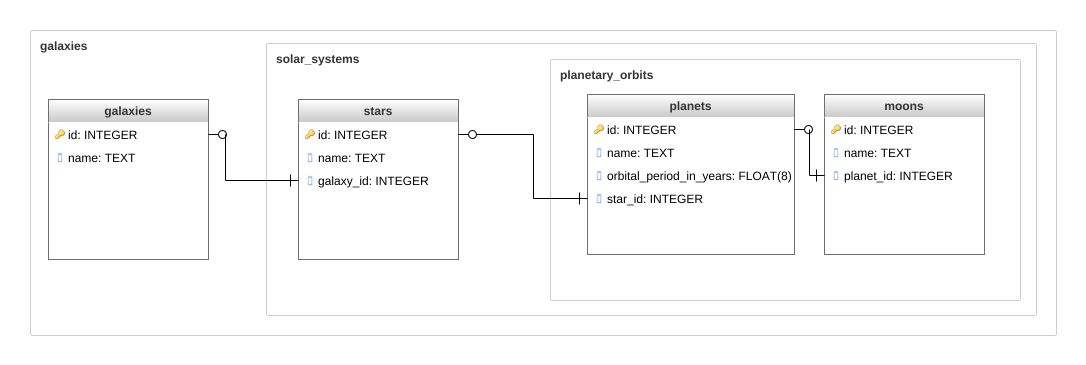 galaxies
solar_systems
planetary_orbits
galaxies
id: INTEGER
name: TEXT
stars
id: INTEGER
name: TEXT
galaxy_id: INTEGER
planets
id: INTEGER
name: TEXT
orbital_period_in_years: FLOAT(8)
star_id: INTEGER
moons
id: INTEGER
name: TEXT
planet_id: INTEGER